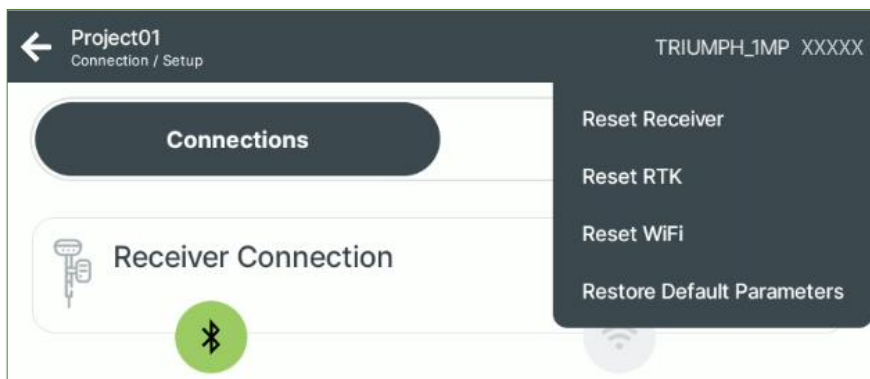 Project01
Connection / Setup
TRIUMPH_1MP XXXXX
Connections
Reset Receiver
Reset RTK
Reset WiFi
Restore Default Parameters
Receiver Connection